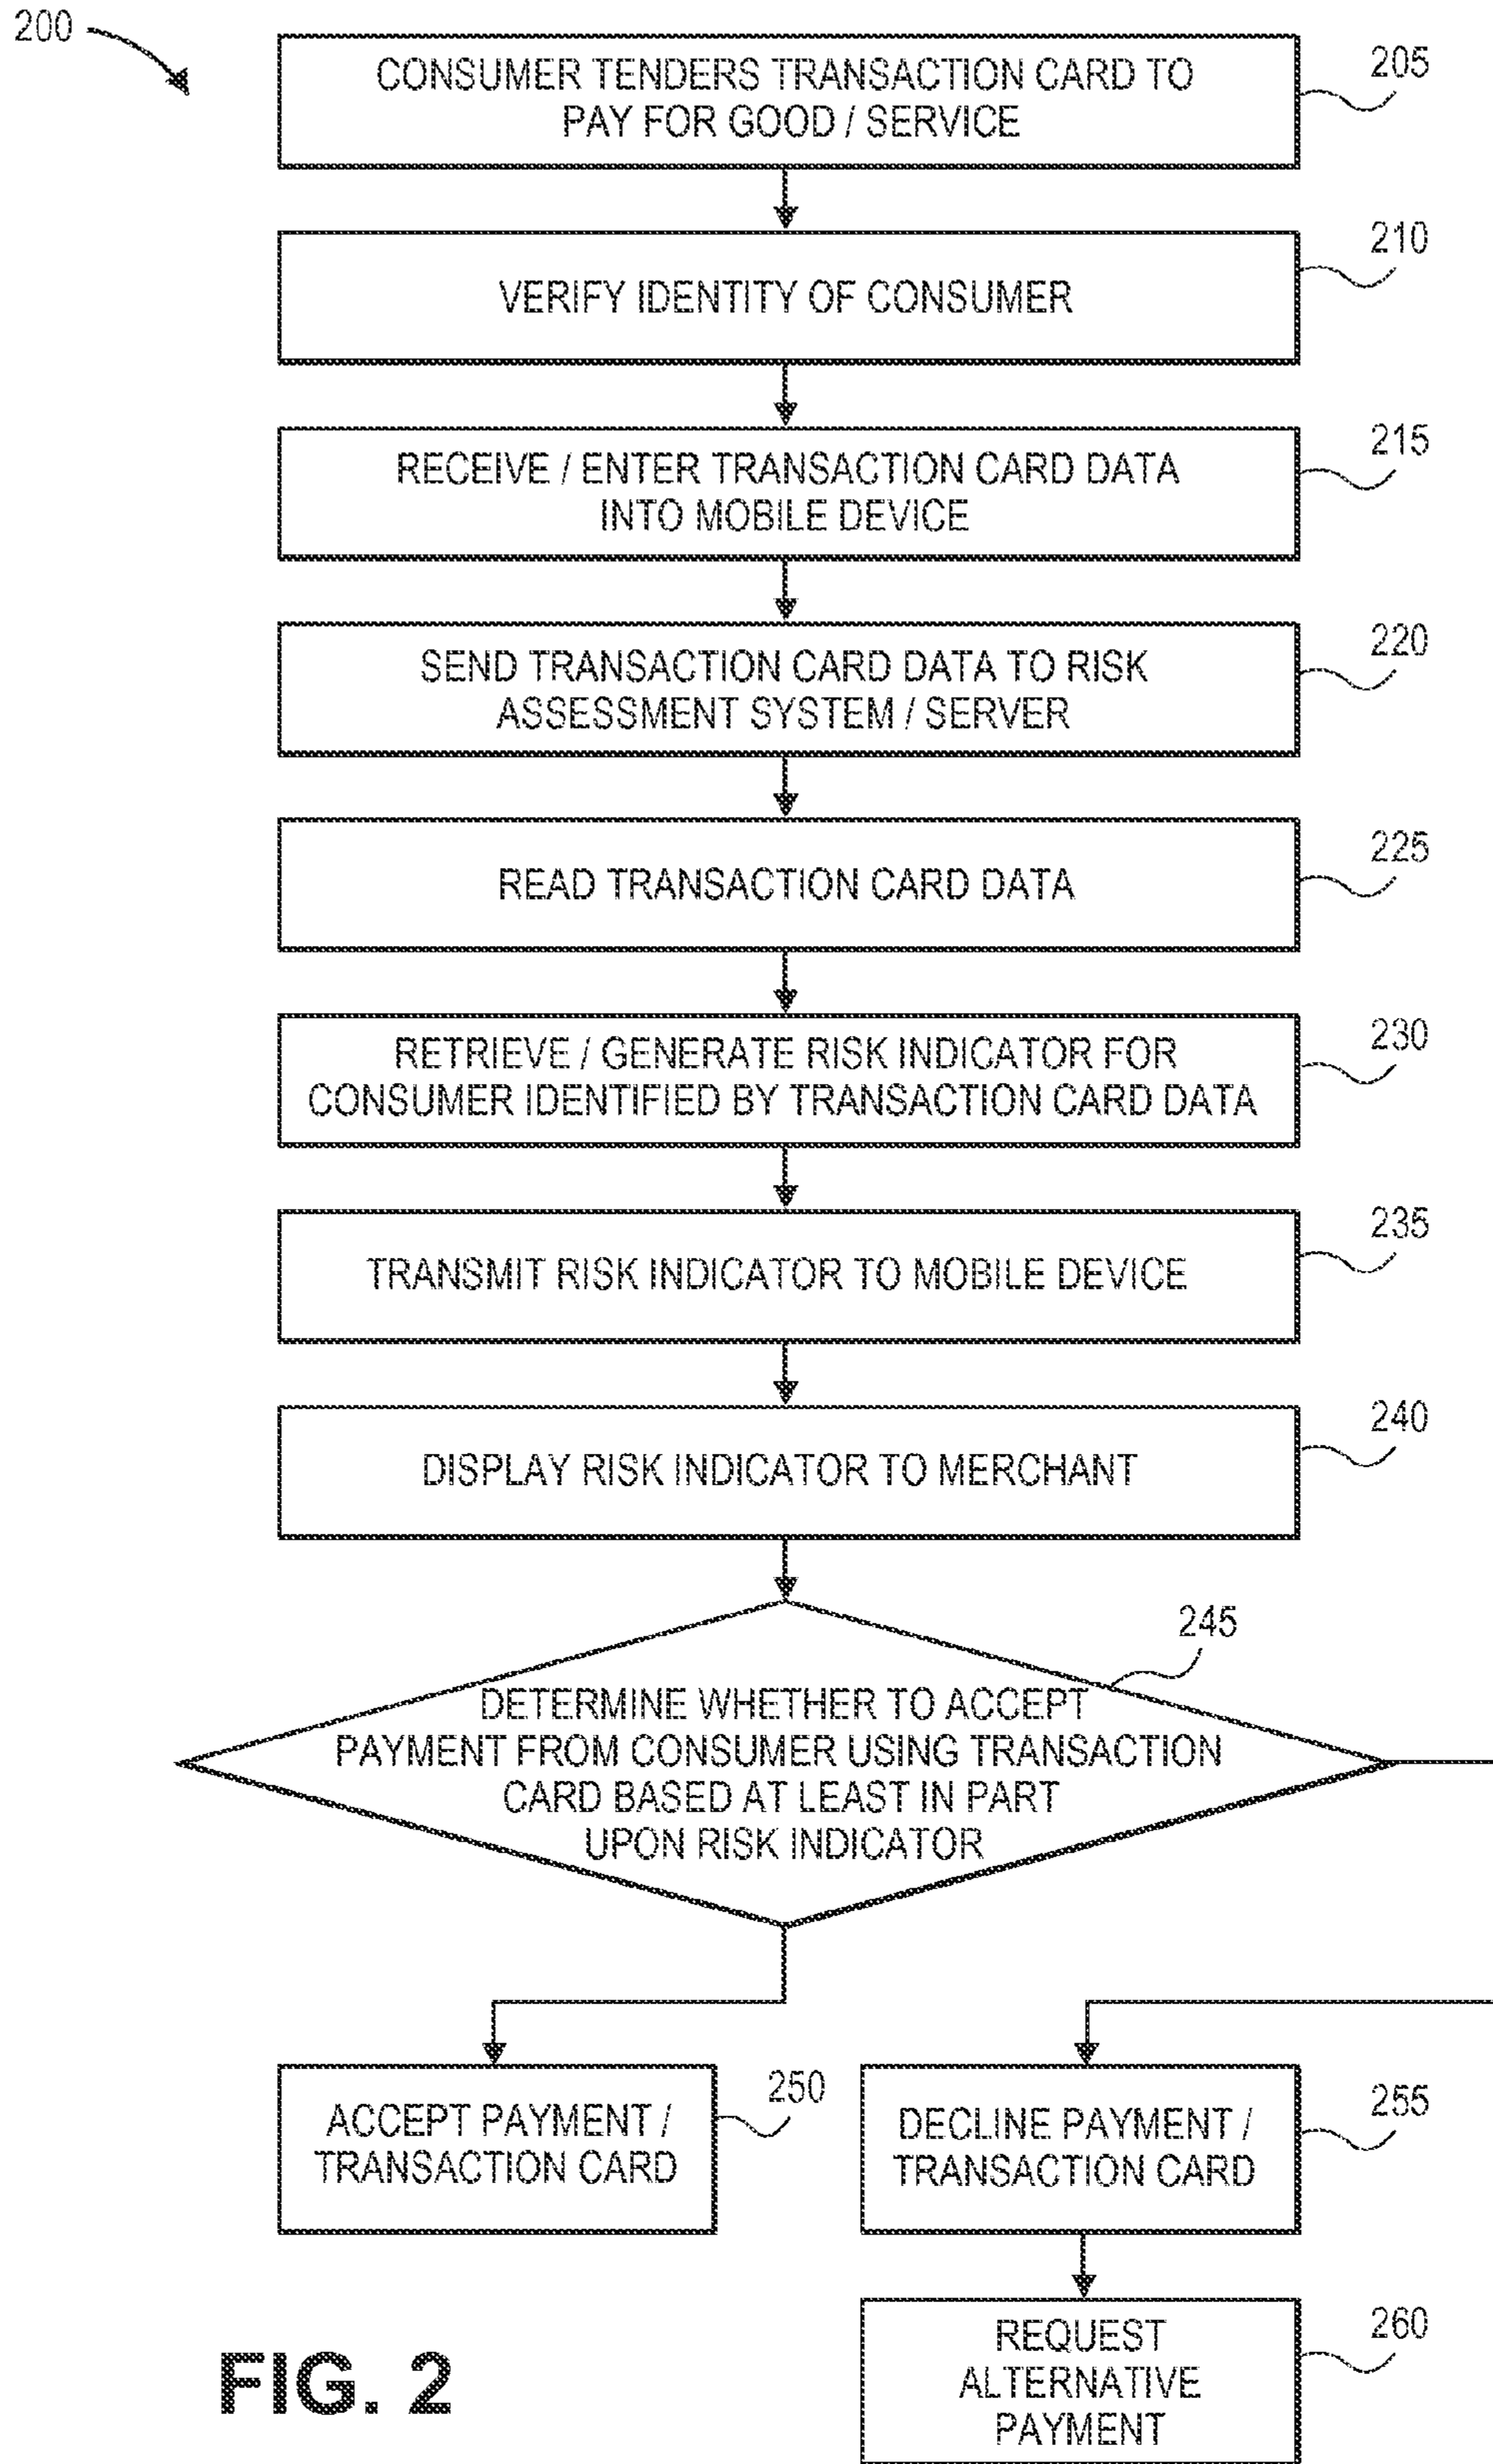 200
CONSUMER TENDERS TRANSACTION CARD TO
PAY FOR GOOD / SERVICE
205
VERIFY IDENTITY OF CONSUMER
210
RECEIVE / ENTER TRANSACTION CARD DATA
INTO MOBILE DEVICE
215
SEND TRANSACTION CARD DATA TO RISK
ASSESSMENT SYSTEM / SERVER
220
READ TRANSACTION CARD DATA
225
RETRIEVE / GENERATE RISK INDICATOR FOR
CONSUMER IDENTIFIED BY TRANSACTION CARD DATA
230
TRANSMIT RISK INDICATOR TO MOBILE DEVICE
235
DISPLAY RISK INDICATOR TO MERCHANT
240
245
DETERMINE WHETHER TO ACCEPT
PAYMENT FROM CONSUMER USING TRANSACTION
CARD BASED AT LEAST IN PART
UPON RISK INDICATOR
ACCEPT PAYMENT /
TRANSACTION CARD
250
DECLINE PAYMENT /
TRANSACTION CARD
255
REQUEST
ALTERNATIVE
PAYMENT
260
FIG. 2